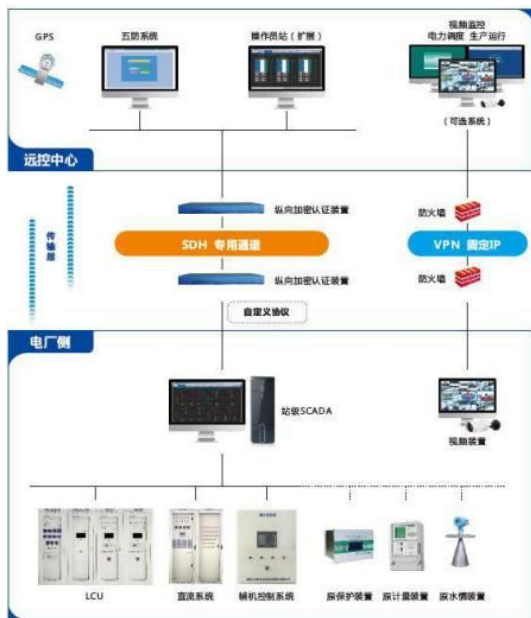 GPS
五防系统
操作员站（扩展）
视频监控
电力调度 生产运行
（可选系统）
远控中心
传输层
纵向加密认证装置
防火墙
SDH 专用通道
VPN 固定IP
纵向加密认证装置
防火墙
自定义协议
电厂侧
站级SCADA
视频装置
LCU
直流系统
辅机控制系统
原保护装置
原计量装置
原水情装置